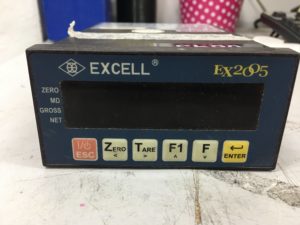 EXCELL®
EX2005
ZERO
MD
GROSS
NET
I/⏻
ESC
ZERO
<
TARE
>
F1
∧
F
∨
↵
ENTER